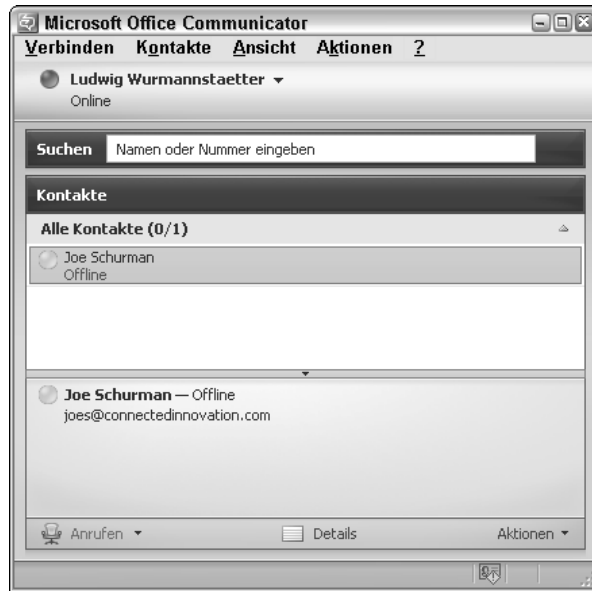 Microsoft Office Communicator
Verbinden Kontakte Ansicht Aktionen ?
Ludwig Wurmannstaetter
Online
Suchen Namen oder Nummer eingeben
Kontakte
Alle Kontakte (0/1)
Joe Schurman
Offline
Joe Schurman — Offline
joes@connectedinnovation.com
Anrufen Details Aktionen